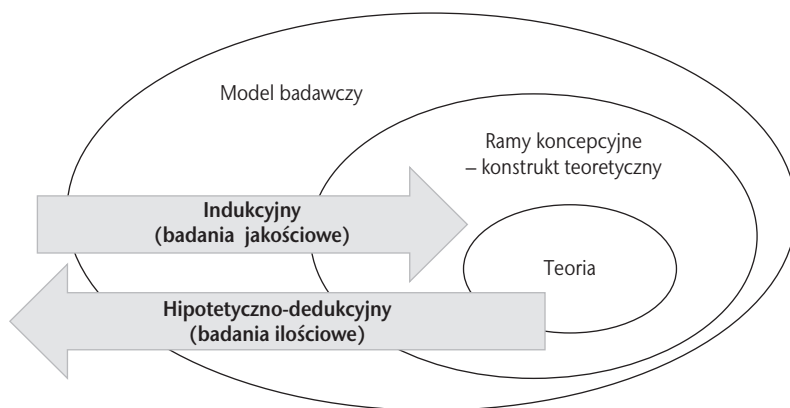 Model badawczy
Ramy koncepcyjne
– konstrukt teoretyczny
Indukcyjny
(badania jakościowe)
Teoria
Hipotetyczno-dedukcyjny
(badania ilościowe)